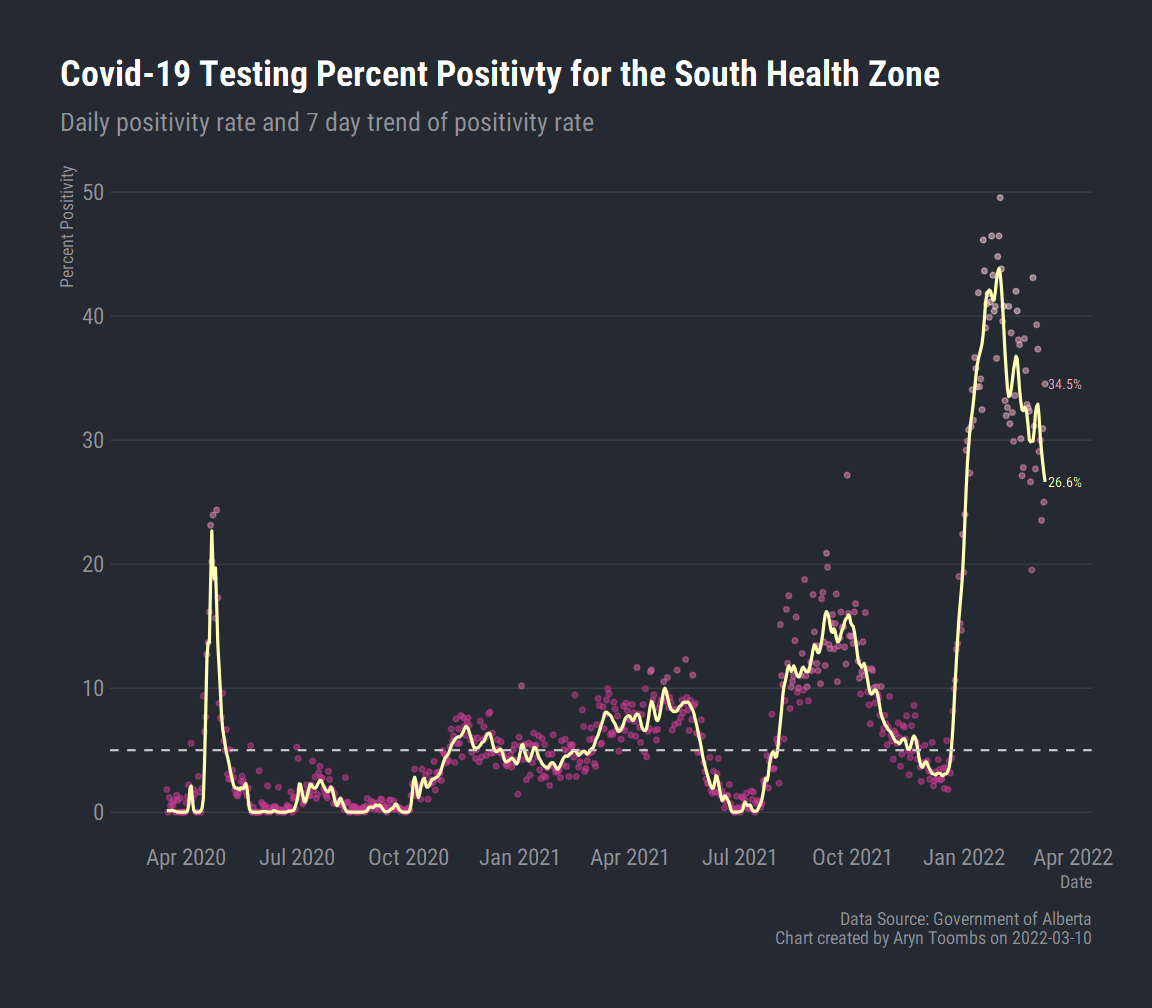 Covid-19 Testing Percent Positivty for the South Health Zone
Daily positivity rate and 7 day trend of positivity rate
Percent Positivity
50
40
30
20
10
0
34.5%
26.6%
Apr 2020 Jul 2020 Oct 2020 Jan 2021 Apr 2021 Jul 2021 Oct 2021 Jan 2022 Apr 2022
Date
Data Source: Government of Alberta
Chart created by Aryn Toombs on 2022-03-10